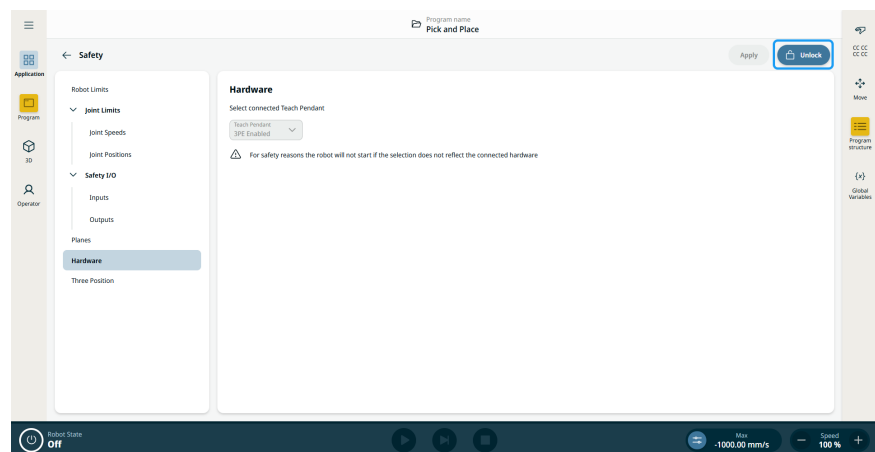 Program name
Pick and Place
Safety
Apply
Unlock
Application
Program
3D
Operator
Robot Limits
Joint Limits
Joint Speeds
Joint Positions
Safety I/O
Inputs
Outputs
Planes
Hardware
Three Position
Hardware
Select connected Teach Pendant
Teach Pendant
3PE Enabled
For safety reasons the robot will not start if the selection does not reflect the connected hardware
CC CC
CC CC
Move
Program
structure
{x}
Global
Variables
Robot State
Off
Max
-1000.00 mm/s
Speed
100 %